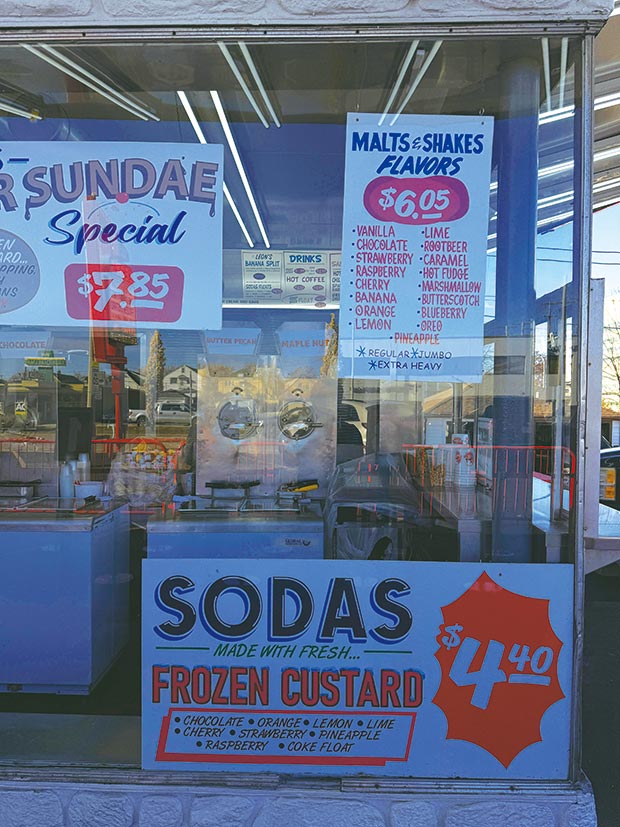 SUNDAE
Special
$7.85
MALTS & SHAKES
FLAVORS
$6.05
• VANILLA
• CHOCOLATE
• STRAWBERRY
• RASPBERRY
• CHERRY
• BANANA
• ORANGE
• LEMON
• LIME
• ROOTBEER
• CARAMEL
• HOT FUDGE
• MARSHMALLOW
• BUTTERSCOTCH
• BLUEBERRY
• OREO
PINEAPPLE
* REGULAR * JUMBO
* EXTRA HEAVY
LEON'S
BANANA SPLIT
DRINKS
HOT COFFEE
CHOCOLATE
BUTTER PECAN
MAPLE NUT
SODAS
MADE WITH FRESH...
FROZEN CUSTARD
• CHOCOLATE • ORANGE • LEMON • LIME
• CHERRY • STRAWBERRY • PINEAPPLE
• RASPBERRY • COKE FLOAT
$4.40